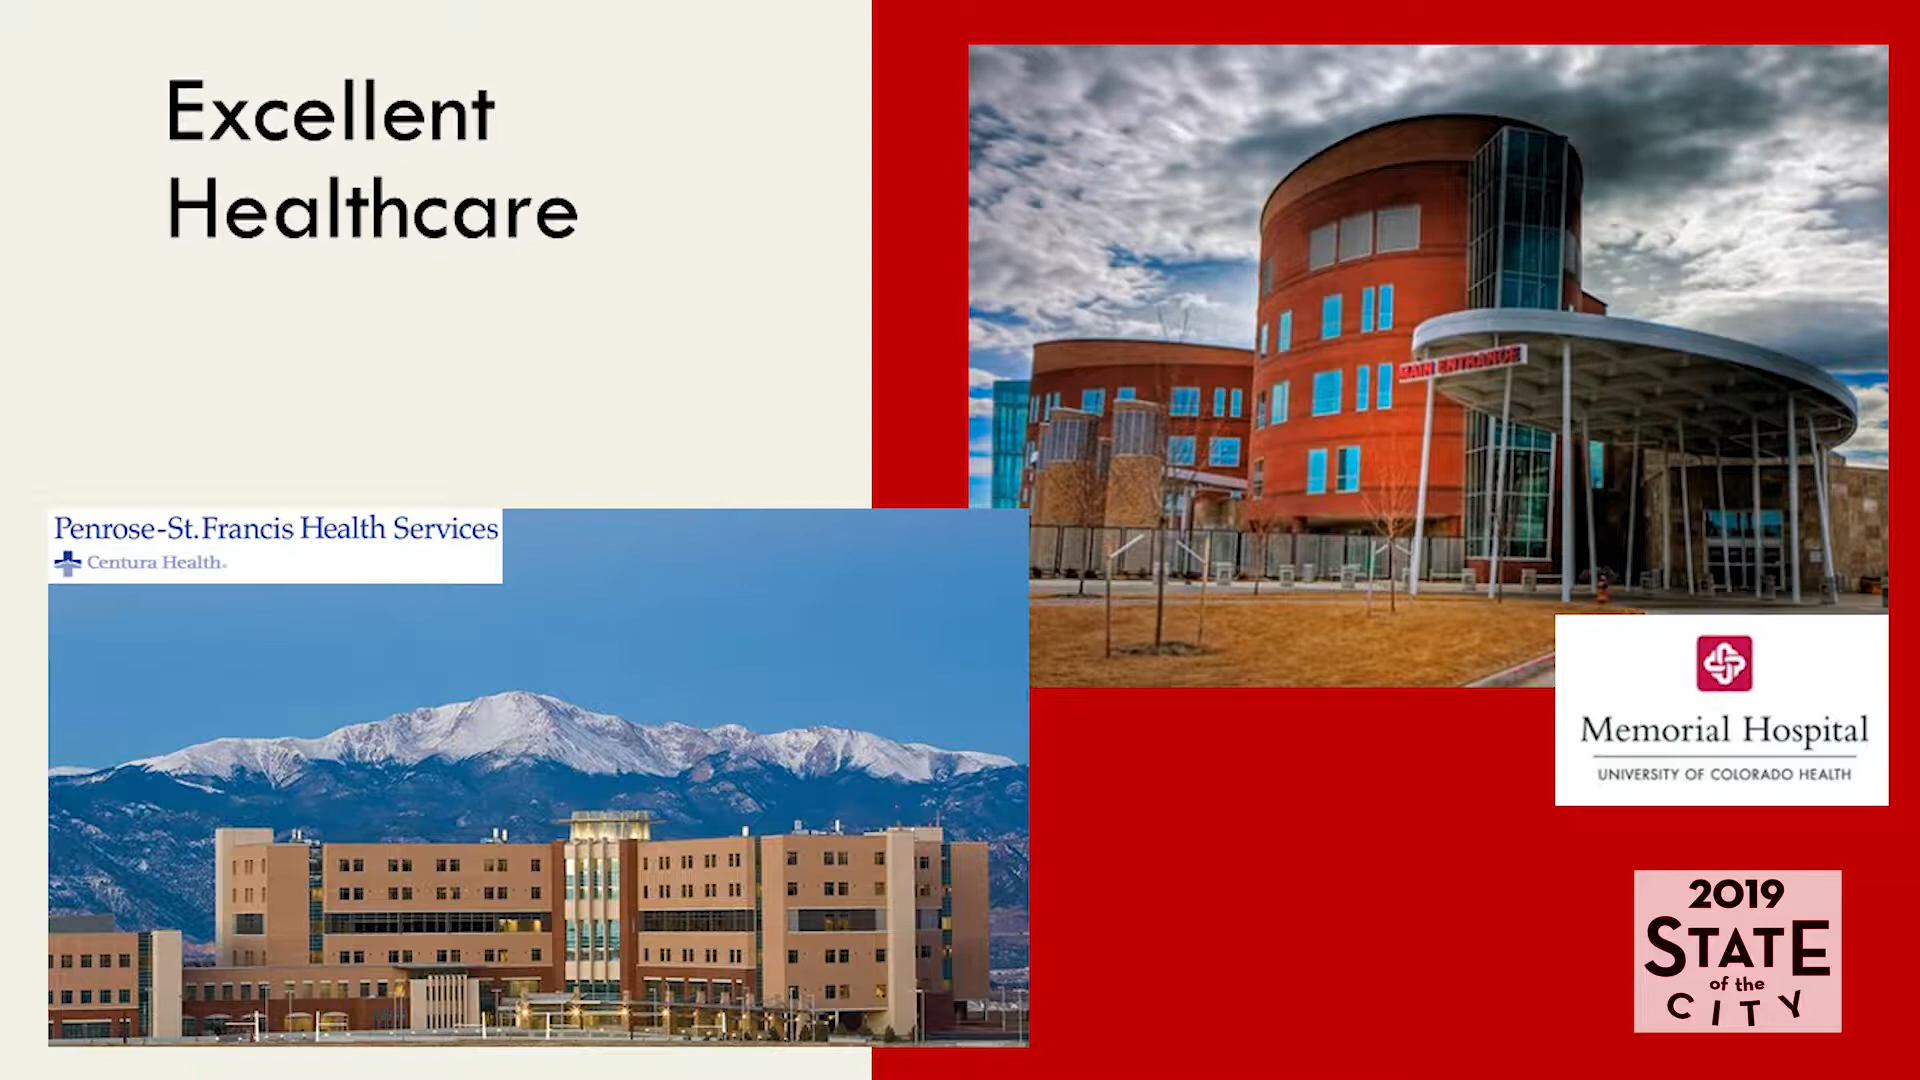 Excellent
Healthcare
MAIN ENTRANCE
Penrose-St.Francis Health Services
Centura Health®
Memorial Hospital
UNIVERSITY OF COLORADO HEALTH
2019
STATE
of the
CITY